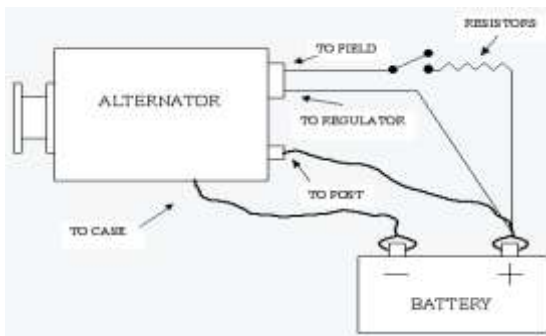 RESISTORS
TO FIELD
ALTERNATOR
TO REGULATOR
TO POST
TO CASE
— +
BATTERY